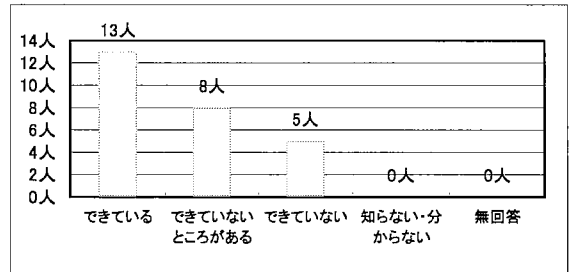 13人
14人
12人
10人
8人
6人
4人
2人
0人
8人
5人
0人
0人
できている
できていない
ところがある
できていない
知らない・分
からない
無回答